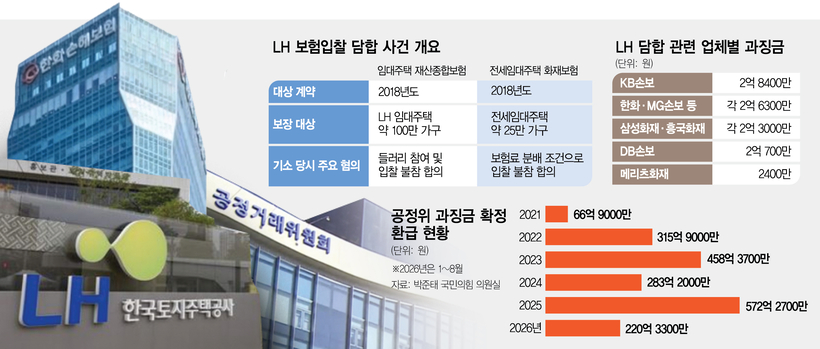 한화손해보험
LH 보험입찰 담합 사건 개요
임대주택 재산종합보험
전세임대주택 화재보험
대상 계약
2018년도
2018년도
보장 대상
LH 임대주택
약 100만 가구
전세임대주택
약 25만 가구
기소 당시 주요 혐의
들러리 참여 및
입찰 불참 합의
보험료 분배 조건으로
입찰 불참 합의
LH 담합 관련 업체별 과징금
(단위: 원)
KB손보 2억 8400만
한화·MG손보 등 각 2억 6300만
삼성화재·흥국화재 각 2억 3000만
DB손보 2억 700만
메리츠화재 2400만
공정거래위원회
LH 한국토지주택공사
공정위 과징금 확정
환급 현황
(단위: 원)
※2026년은 1~8월
자료: 박준태 국민의힘 의원실
2021 66억 9000만
2022 315억 9000만
2023 458억 3700만
2024 283억 2000만
2025 572억 2700만
2026년 220억 3300만